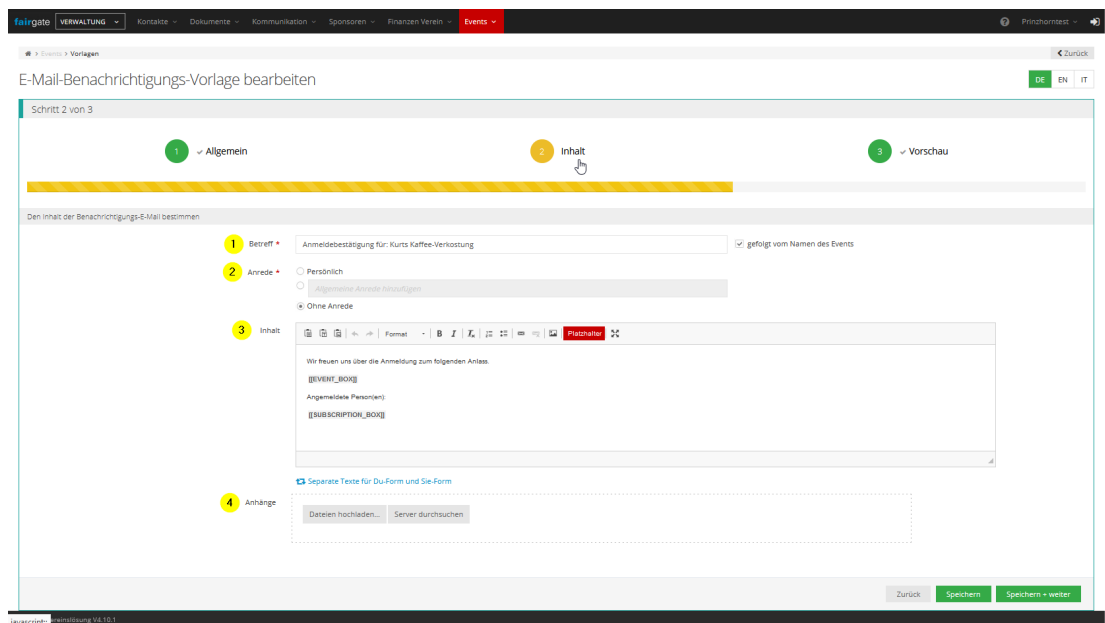 fairgate VERWALTUNG Kontakte Dokumente Kommunikation Sponsoren Finanzen Verein Events Prinzhorntest
> Events > Vorlagen Zurück
E-Mail-Benachrichtigungs-Vorlage bearbeiten DE EN IT
Schritt 2 von 3
1 Allgemein 2 Inhalt 3 Vorschau
Den Inhalt der Benachrichtigungs-E-Mail bestimmen
1 Betreff * Anmeldebestätigung für: Kurts Kaffee-Verkostung gefolgt vom Namen des Events
2 Anrede * Persönlich
Allgemeine Anrede hinzufügen
Ohne Anrede
3 Inhalt Format B I Platzhalter
Wir freuen uns über die Anmeldung zum folgenden Anlass.
[[EVENT_BOX]]
Angemeldete Person(en):
[[SUBSCRIPTION_BOX]]
Separate Texte für Du-Form und Sie-Form
4 Anhänge
Dateien hochladen... Server durchsuchen
Zurück Speichern Speichern + weiter
ereinslösung V4.10.1